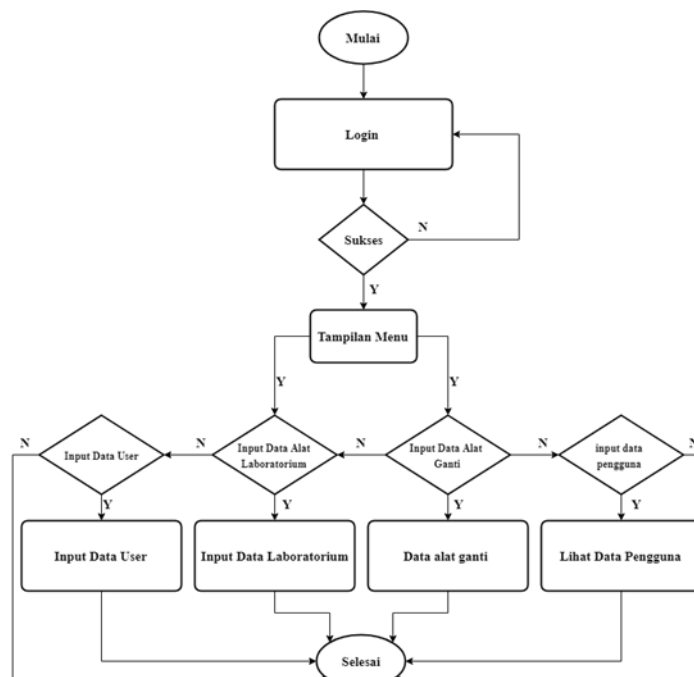 Mulai
Login
Sukses
N
Y
Tampilan Menu
Y
Y
N
Input Data User
N
Input Data Alat
Laboratorium
N
Input Data Alat
Ganti
N
input data
pengguna
N
Y
Y
Y
Y
Input Data User
Input Data Laboratorium
Data alat ganti
Lihat Data Pengguna
Selesai